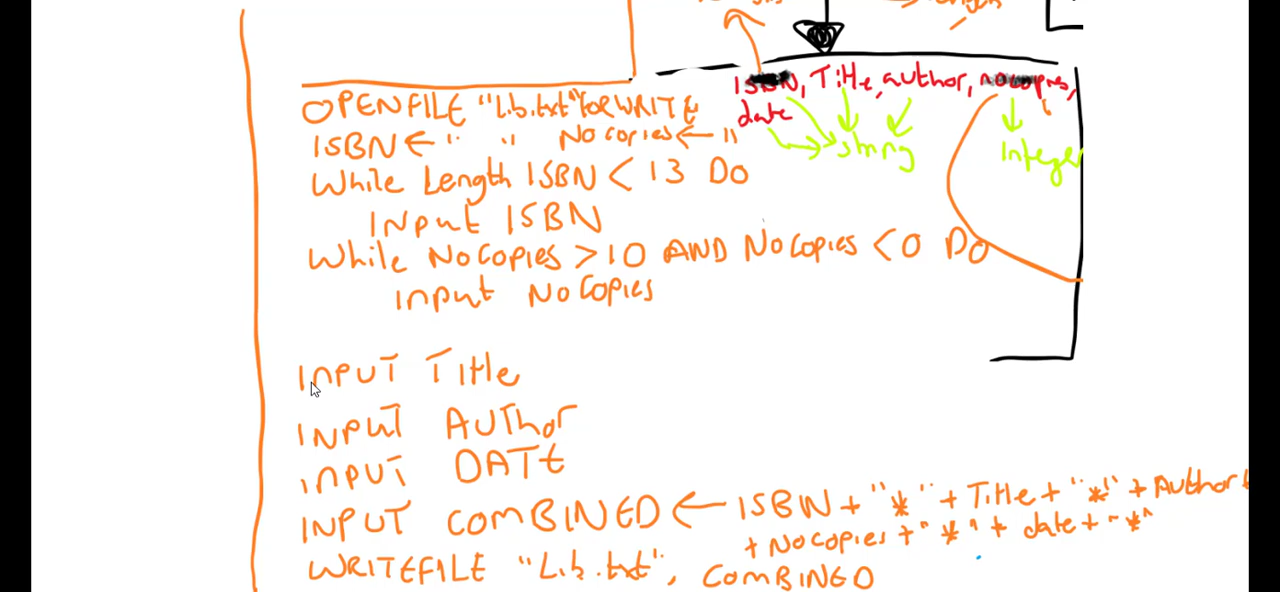 ISBN, Title, author, nocopies,
date
string
Integer
OPENFILE "Lib.txt" for WRITE
ISBN ← " " No copies ← "
While Length ISBN < 13 Do
Input ISBN
While NoCopies > 10 AND NoCopies < 0 Do
Input NoCopies
INPUT Title
INPUT AUTHOR
INPUT DATE
INPUT COMBINED ← ISBN + "*" + Title + "*" + Author +
+ NoCopies + "*" + date + "*"
WRITEFILE "Lib.txt", COMBINED